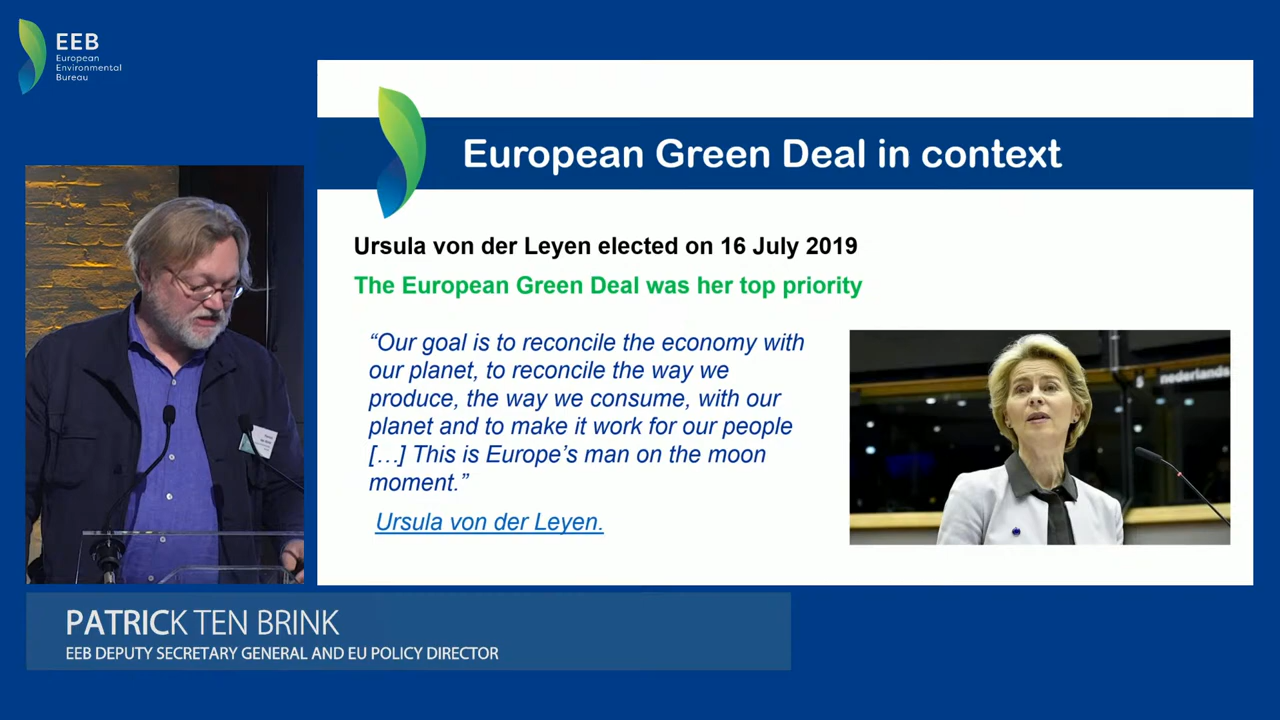 EEB
European
Environmental
Bureau
European Green Deal in context
Ursula von der Leyen elected on 16 July 2019
The European Green Deal was her top priority
“Our goal is to reconcile the economy with
our planet, to reconcile the way we
produce, the way we consume, with our
planet and to make it work for our people
[…] This is Europe’s man on the moon
moment.”
Ursula von der Leyen.
nederlands
PATRICK TEN BRINK
EEB DEPUTY SECRETARY GENERAL AND EU POLICY DIRECTOR